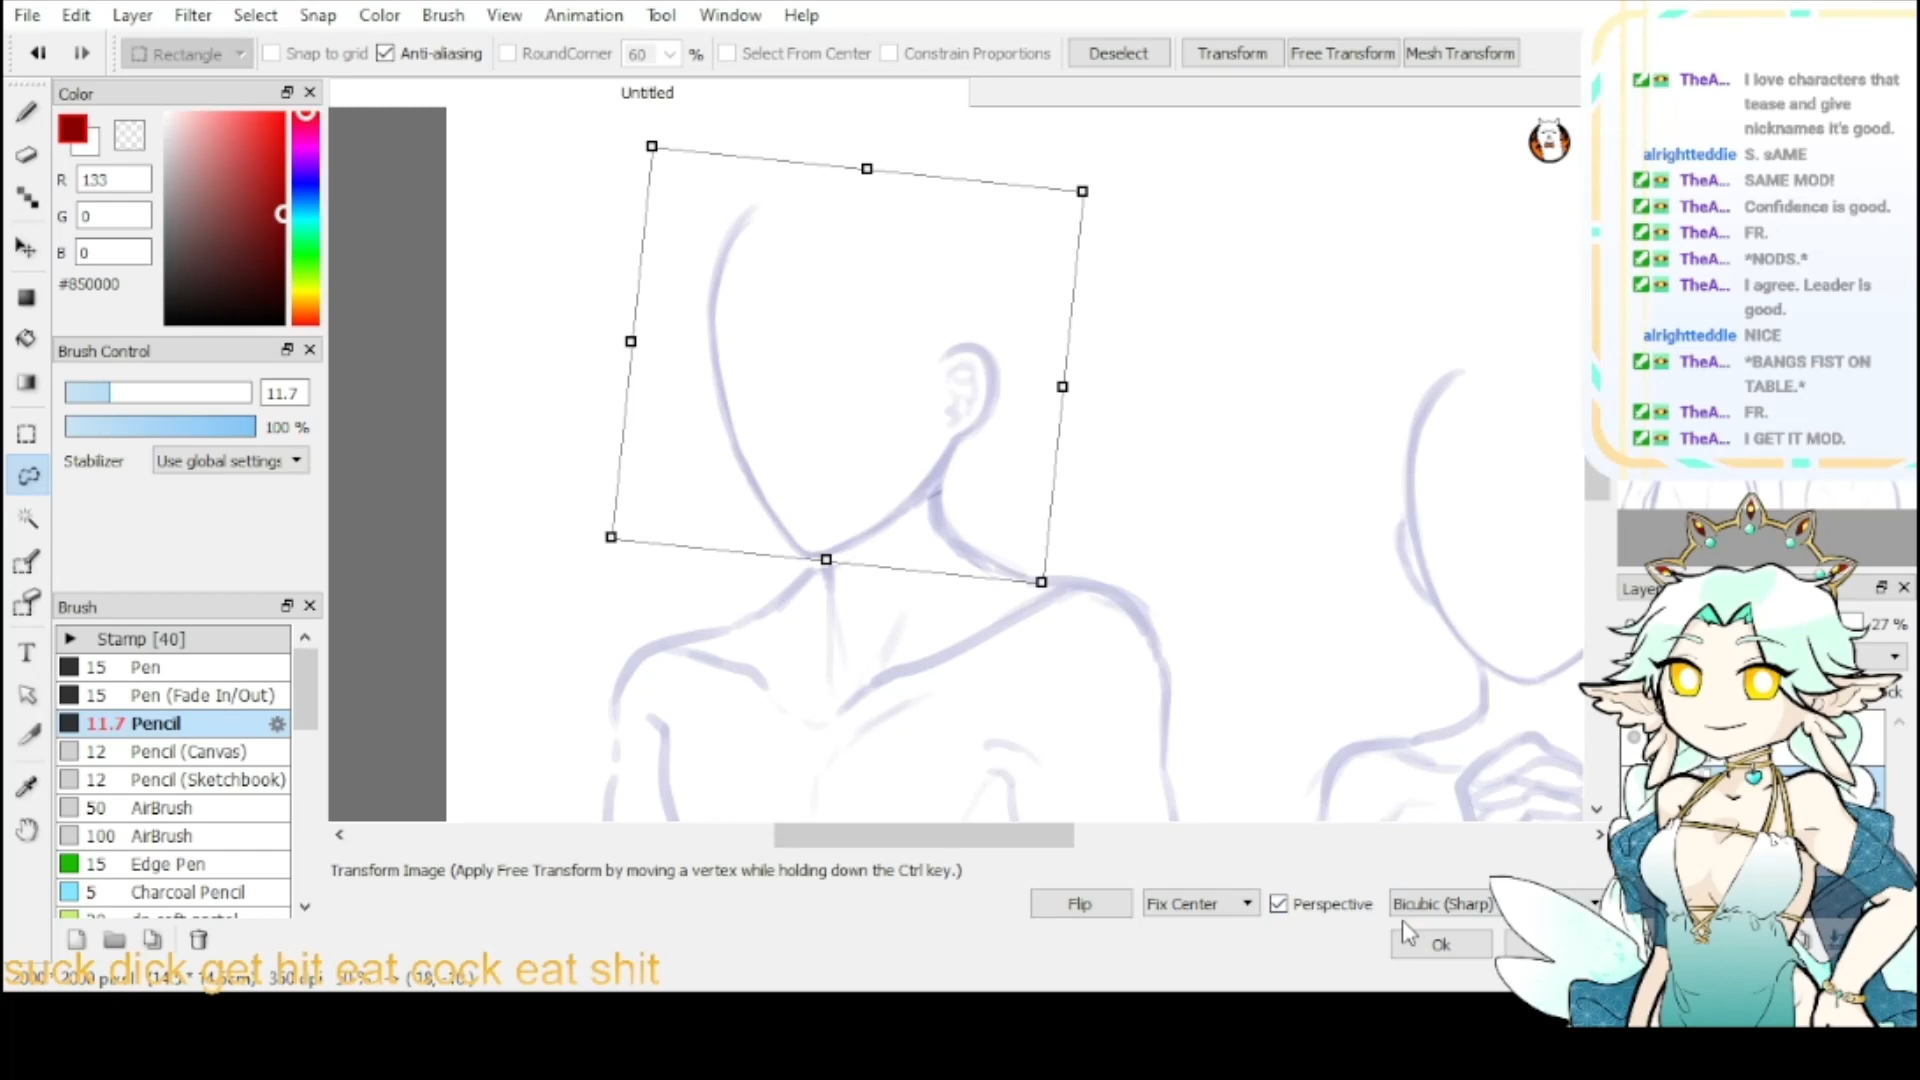 File Edit Layer Filter Select Snap Color Brush View Animation Tool Window Help
Rectangle Snap to grid Anti-aliasing RoundCorner 60 % Select From Center Constrain Proportions Deselect Transform Free Transform Mesh Transform
Color
Untitled
R 133
G 0
B 0
#850000
Brush Control
11.7
100 %
Stabilizer Use global settings
Brush
Stamp [40]
15 Pen
15 Pen (Fade In/Out)
11.7 Pencil
12 Pencil (Canvas)
12 Pencil (Sketchbook)
50 AirBrush
100 AirBrush
15 Edge Pen
5 Charcoal Pencil
Transform Image (Apply Free Transform by moving a vertex while holding down the Ctrl key.)
Flip Fix Center Perspective Bicubic (Sharp)
Ok
suck dick get hit eat cock eat shit
TheA... I love characters that
tease and give
nicknames it's good.
alrightteddie S. sAME
TheA... SAME MOD!
TheA... Confidence is good.
TheA... FR.
TheA... *NODS.*
TheA... I agree. Leader is
good.
alrightteddie NICE
TheA... *BANGS FIST ON
TABLE.*
TheA... FR.
TheA... I GET IT MOD.
27 %